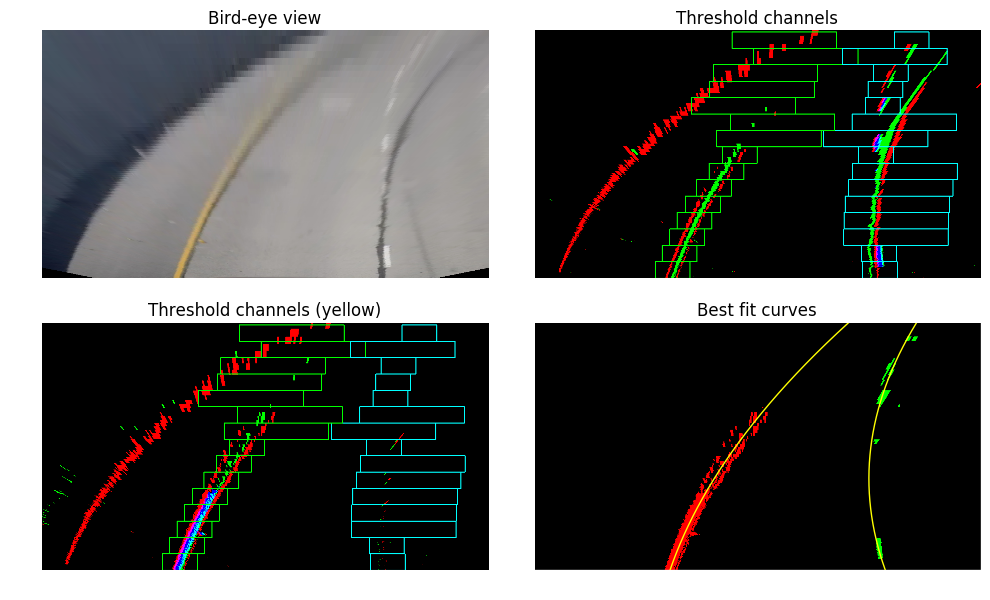 Bird-eye view
Threshold channels
Threshold channels (yellow)
Best fit curves